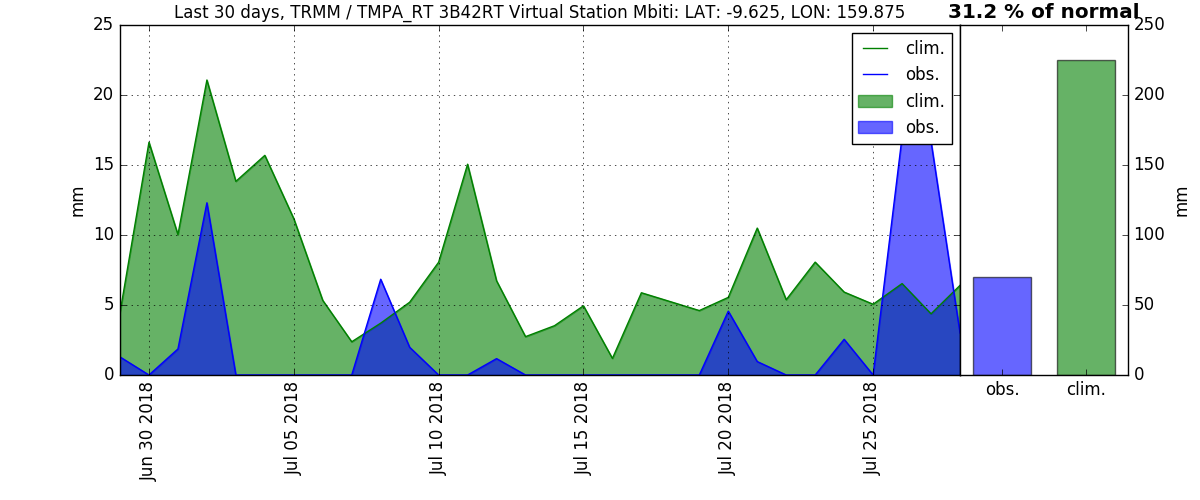 Last 30 days, TRMM / TMPA_RT 3B42RT Virtual Station Mbiti: LAT: -9.625, LON: 159.875
31.2 % of normal
25
20
15
10
5
0
mm
clim.
obs.
clim.
obs.
Jun 30 2018
Jul 05 2018
Jul 10 2018
Jul 15 2018
Jul 20 2018
Jul 25 2018
250
200
150
100
50
0
mm
obs.
clim.